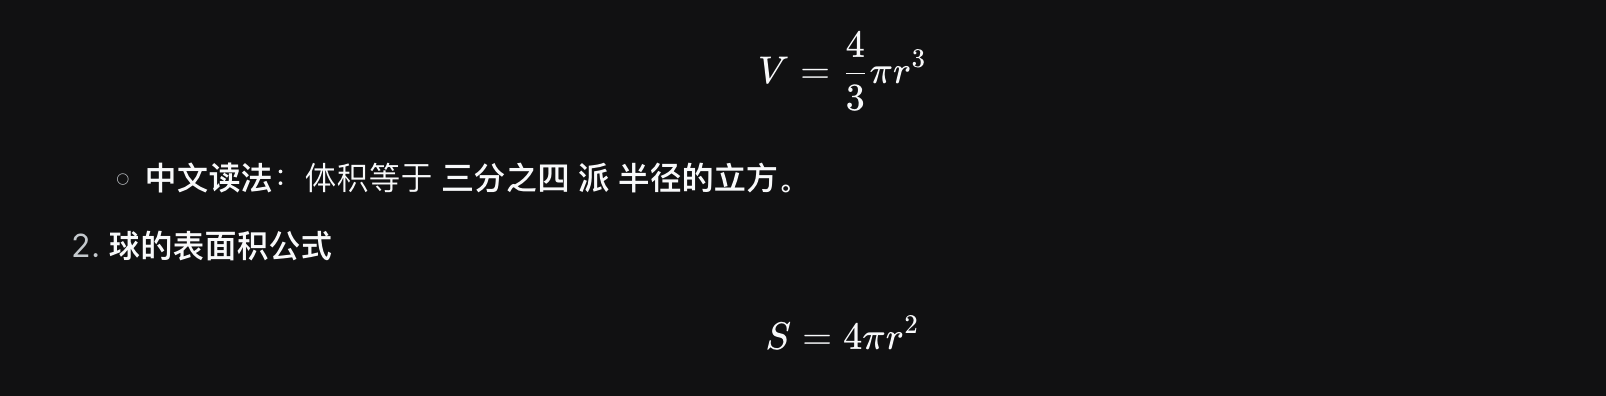 V = 4/3 πr³
○ 中文读法：体积等于 三分之四 派 半径的立方。
2. 球的表面积公式
S = 4πr²